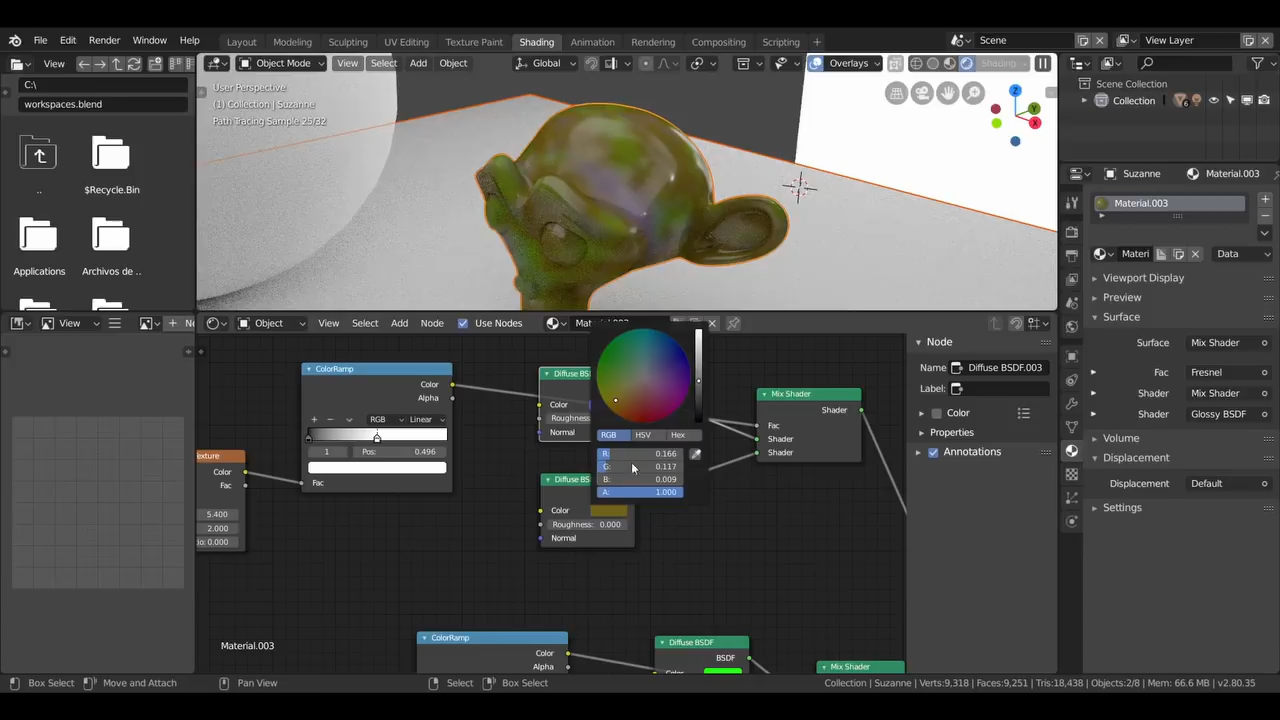 File Edit Render Window Help
Layout Modeling Sculpting UV Editing Texture Paint Shading Animation Rendering Compositing Scripting +
Scene
View Layer
View
Object Mode View Select Add Object
Global
Overlays
Shading
C:\
workspaces.blend
..
$Recycle.Bin
Applications
Archivos de ..
User Perspective
(1) Collection | Suzanne
Path Tracing Sample 25/32
Z
Y
X
Scene Collection
Collection
6
Suzanne
Material.003
Material.003
Materi
Data
Viewport Display
Preview
Surface
Surface: Mix Shader
Fac: Fresnel
Shader: Mix Shader
Shader: Glossy BSDF
Volume
Displacement
Displacement: Default
Settings
View
Object View Select Add Node Use Nodes
ColorRamp
Color
Alpha
+
RGB
Linear
1
Pos: 0.496
Fac
exture
Color
Fac
5.400
2.000
0.000
Diffuse BS
Color
Roughness
Normal
RGB HSV Hex
R: 0.166
G: 0.117
B: 0.009
A: 1.000
Diffuse BS
Color
Roughness: 0.000
Normal
Mix Shader
Shader
Fac
Shader
Shader
Node
Name Diffuse BSDF.003
Label:
Color
Properties
Annotations
Material.003
ColorRamp
Color
Alpha
Diffuse BSDF
BSDF
Mix Shader
Box Select Move and Attach Pan View Select Box Select
Collection | Suzanne | Verts:9,318 | Faces:9,251 | Tris:18,438 | Objects:2/8 | Mem: 66.6 MB | v2.80.35